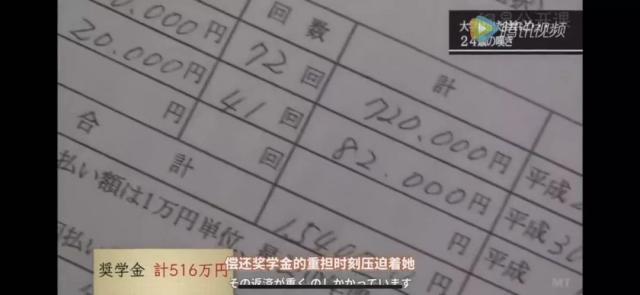 回数 計
0.000円 72回 720.000円 平成
20.000円 41回 82.000円 平成30
円 回 円
合計
払い額は1万円単位、
腾讯视频
24歳の嘆き
奨学金 計516万円
偿还奖学金的重担时刻压迫着她
その返済が重く のしかかっています
MT